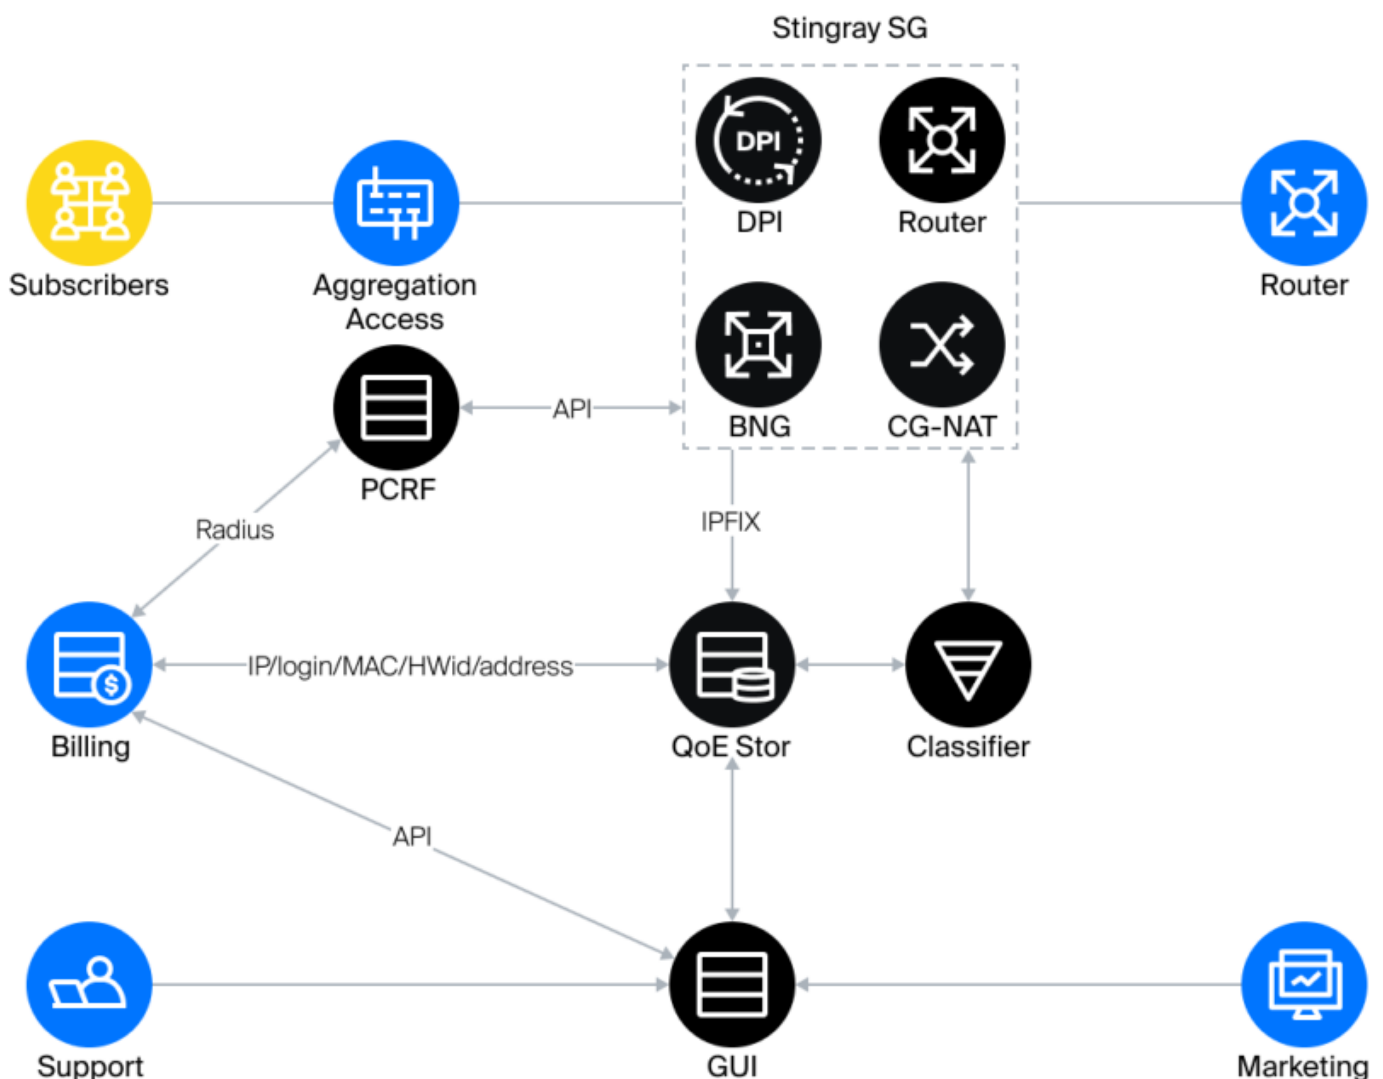 Stingray SG
DPI
DPI
Router
Subscribers
Aggregation
Access
Router
BNG
CG-NAT
API
PCRF
Radius
IPFIX
IP/login/MAC/HWid/address
$
Billing
QoE Stor
Classifier
API
Support
GUI
Marketing